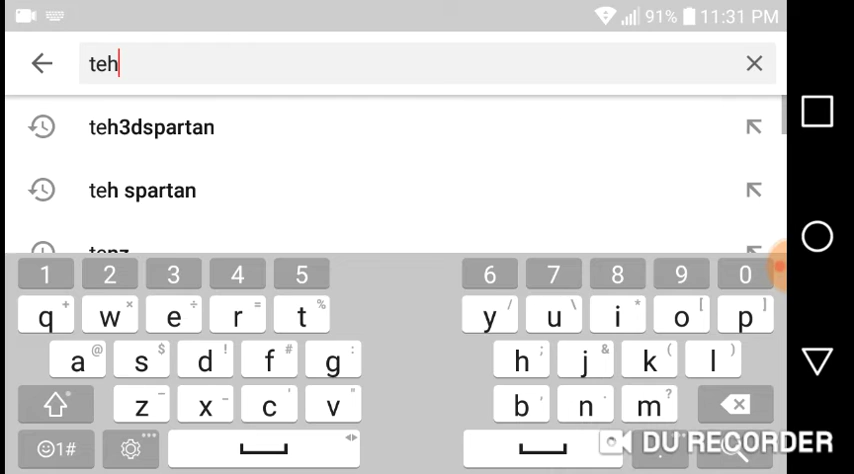 91% 11:31 PM
teh
teh3dspartan
teh spartan
tenz
1 2 3 4 5 6 7 8 9 0
q + w × e ÷ r = t % y / u \ i * o [ p ]
a @ s $ d ! f # g : h ; j & k ( l )
z _ x - c ' v " b , n . m ?
1#
DU RECORDER